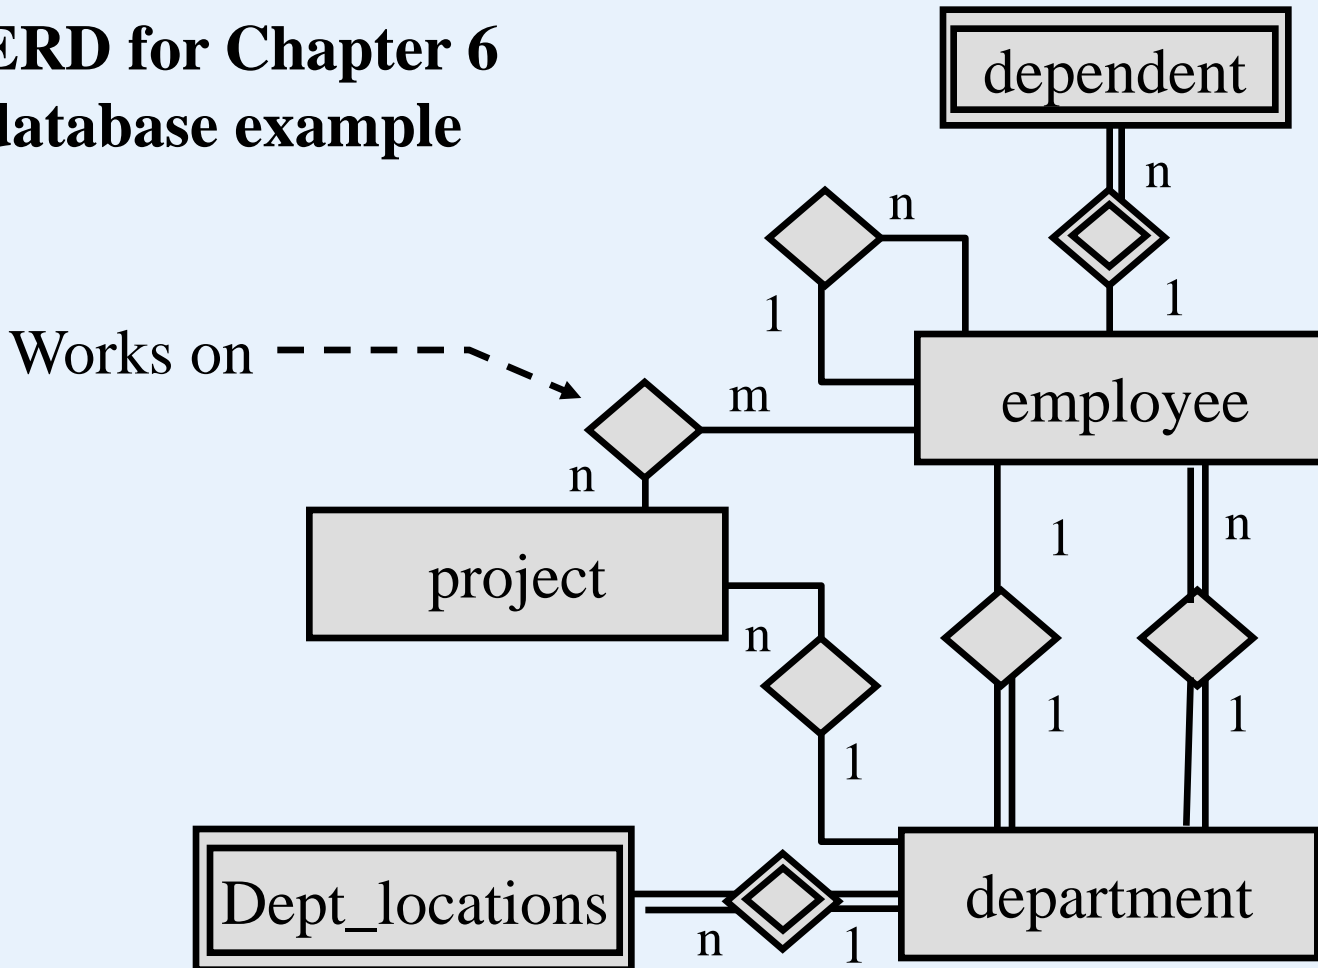 ERD for Chapter 6
database example
dependent
n
n
1
1
Works on
m
employee
n
1
n
project
n
1
1
1
Dept_locations
department
n
1